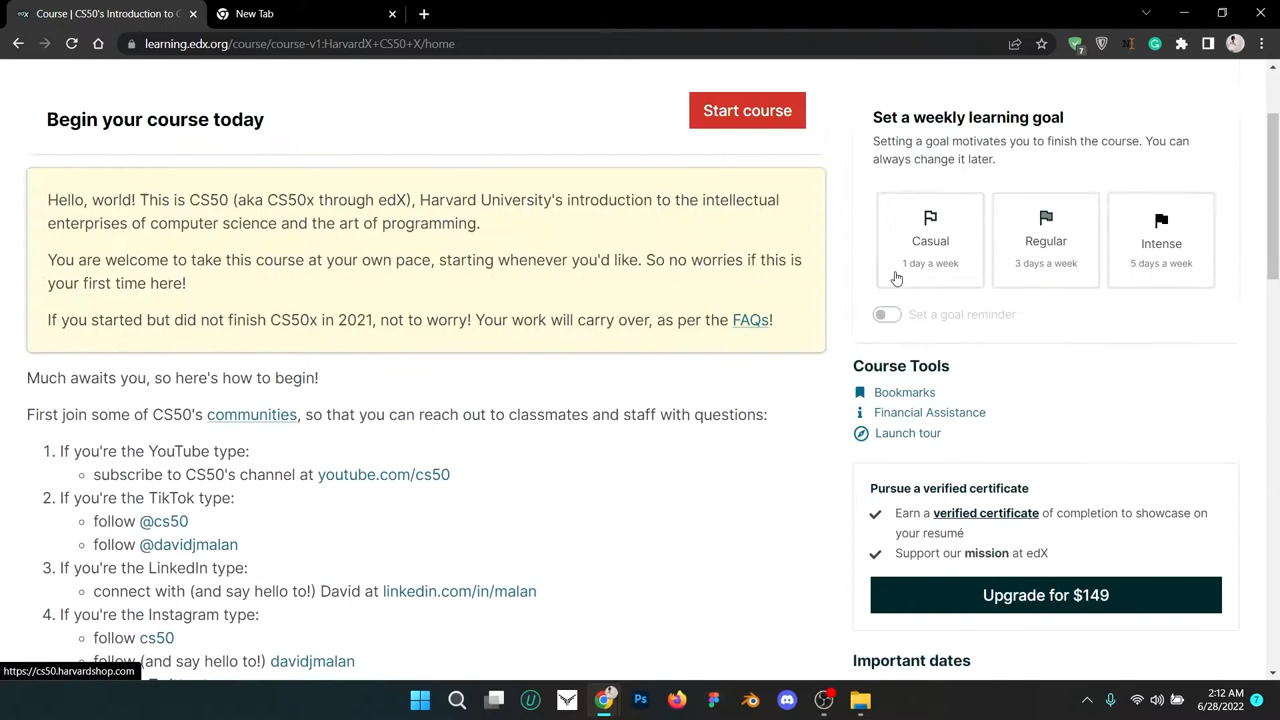 Course | CS50's Introduction to C
New Tab
learning.edx.org/course/course-v1:HarvardX+CS50+X/home
7
Begin your course today
Start course
Hello, world! This is CS50 (aka CS50x through edX), Harvard University's introduction to the intellectual
enterprises of computer science and the art of programming.
You are welcome to take this course at your own pace, starting whenever you'd like. So no worries if this is
your first time here!
If you started but did not finish CS50x in 2021, not to worry! Your work will carry over, as per the FAQs!
Much awaits you, so here's how to begin!
First join some of CS50's communities, so that you can reach out to classmates and staff with questions:
1. If you're the YouTube type:
subscribe to CS50's channel at youtube.com/cs50
2. If you're the TikTok type:
follow @cs50
follow @davidjmalan
3. If you're the LinkedIn type:
connect with (and say hello to!) David at linkedin.com/in/malan
4. If you're the Instagram type:
follow cs50
follow (and say hello to!) davidjmalan
https://cs50.harvardshop.com
Set a weekly learning goal
Setting a goal motivates you to finish the course. You can
always change it later.
Casual
1 day a week
Regular
3 days a week
Intense
5 days a week
Set a goal reminder
Course Tools
Bookmarks
Financial Assistance
Launch tour
Pursue a verified certificate
Earn a verified certificate of completion to showcase on
your resumé
Support our mission at edX
Upgrade for $149
Important dates
Ps
2:12 AM
6/28/2022
7